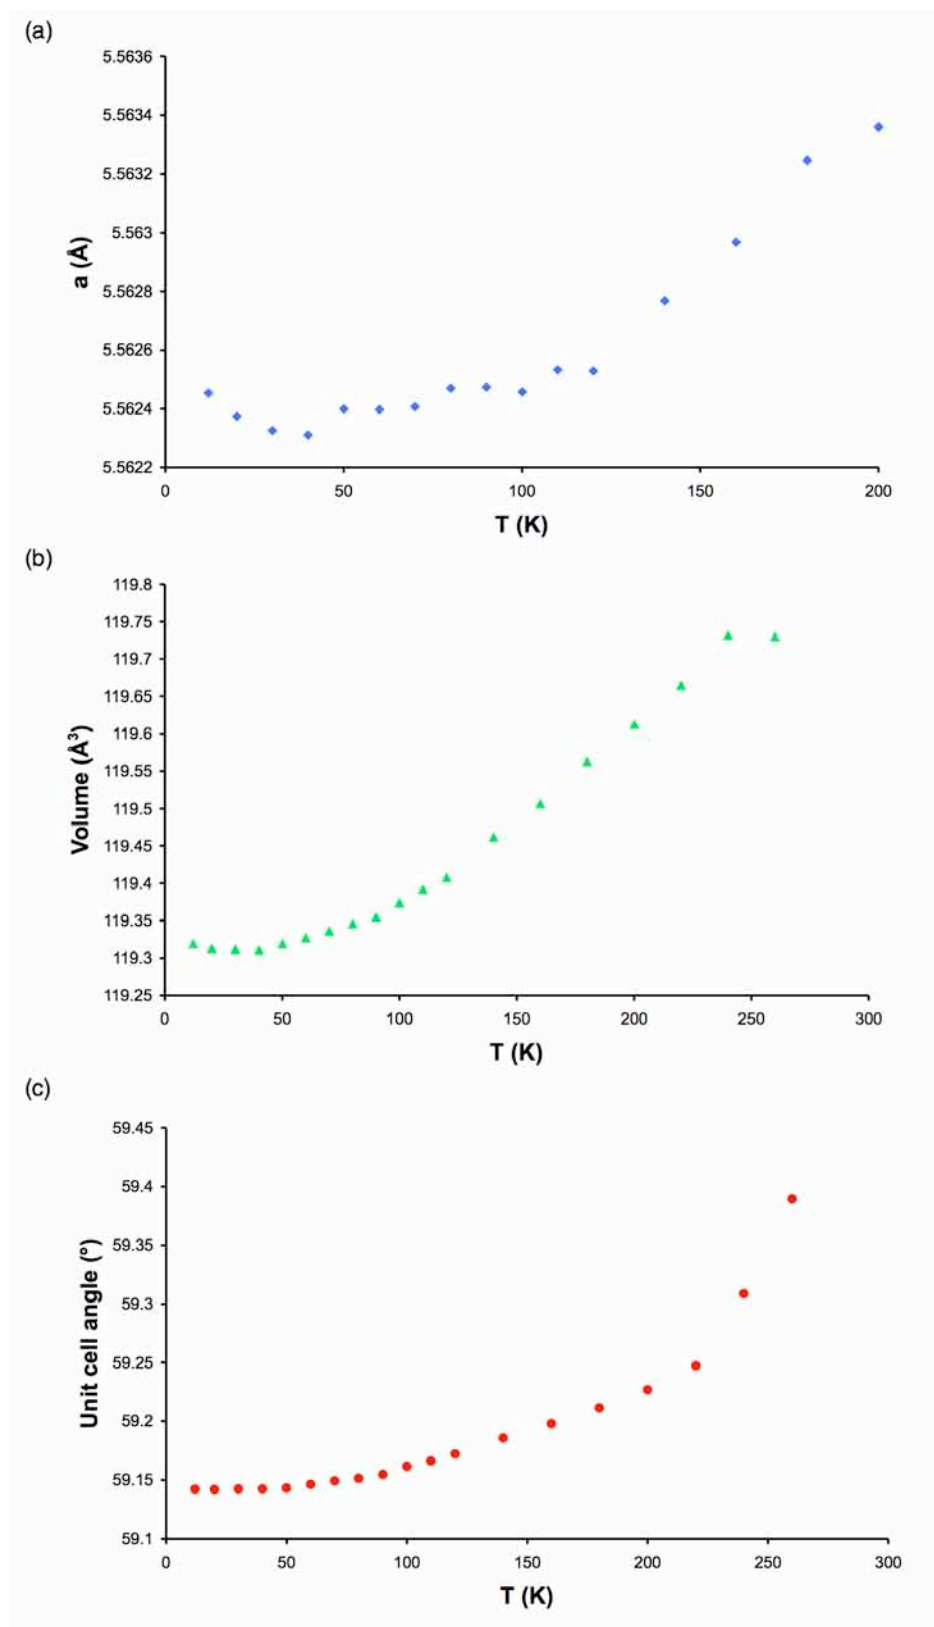 (a)
5.5636
5.5634
5.5632
5.563
5.5628
5.5626
5.5624
5.5622
a (Å)
0 50 100 150 200
T (K)
(b)
119.8
119.75
119.7
119.65
119.6
119.55
119.5
119.45
119.4
119.35
119.3
119.25
Volume (Å³)
0 50 100 150 200 250 300
T (K)
(c)
59.45
59.4
59.35
59.3
59.25
59.2
59.15
59.1
Unit cell angle (°)
0 50 100 150 200 250 300
T (K)